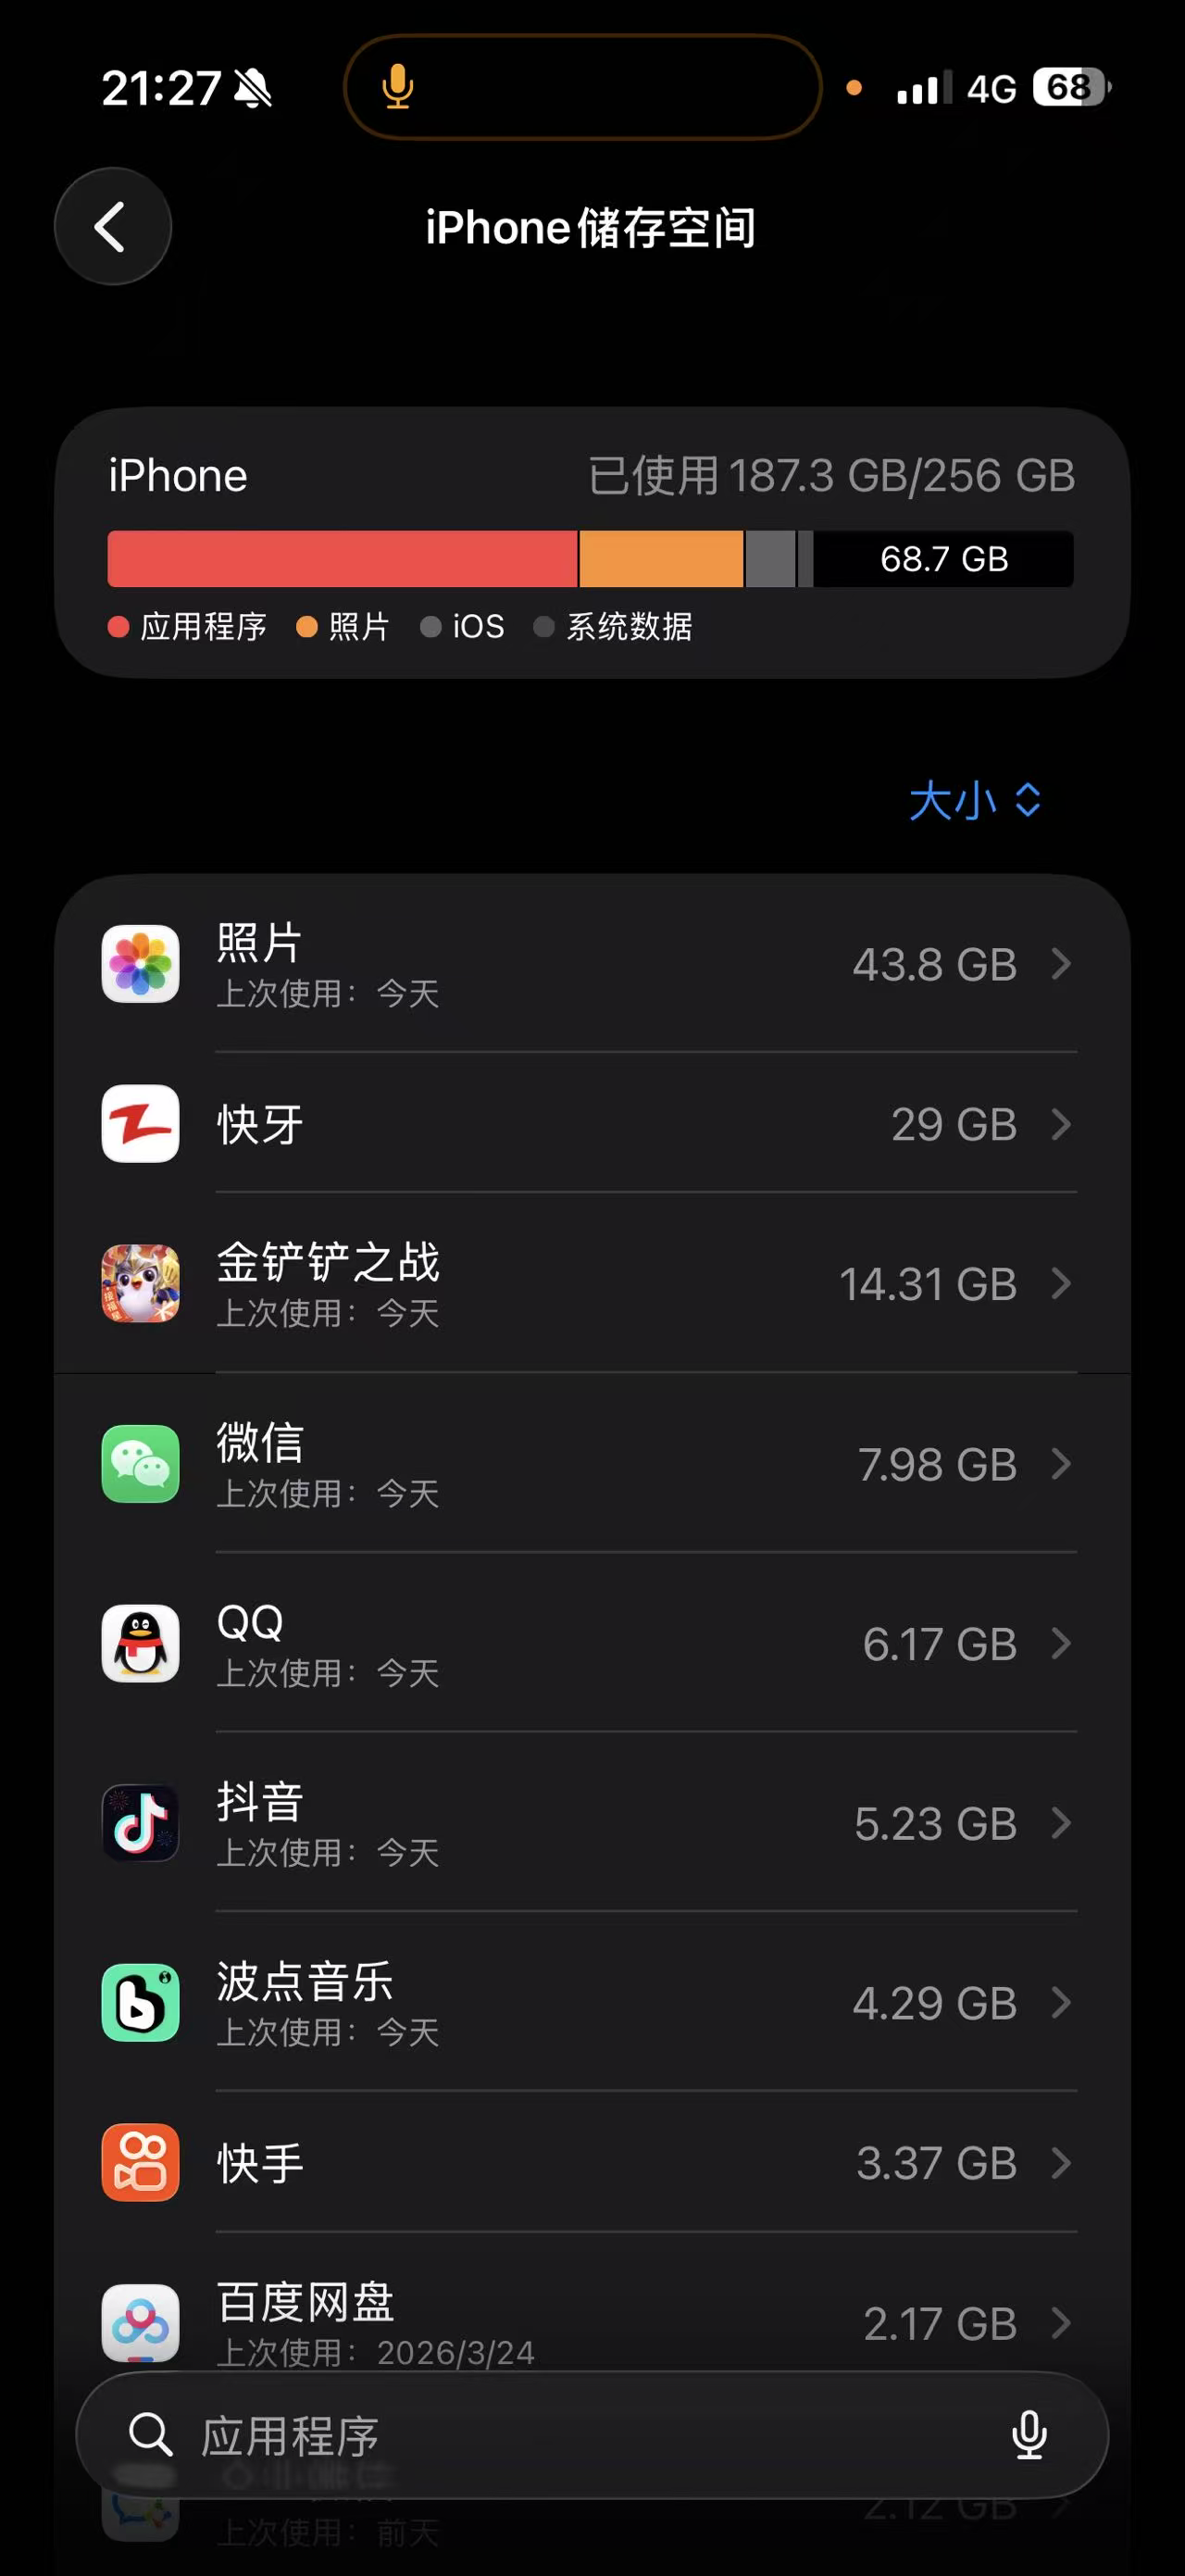 21:27
4G
68
iPhone储存空间
iPhone
已使用 187.3 GB/256 GB
68.7 GB
应用程序
照片
iOS
系统数据
大小
照片
43.8 GB
上次使用：今天
快牙
29 GB
金铲铲之战
14.31 GB
上次使用：今天
微信
7.98 GB
上次使用：今天
QQ
6.17 GB
上次使用：今天
抖音
5.23 GB
上次使用：今天
波点音乐
4.29 GB
上次使用：今天
快手
3.37 GB
百度网盘
2.17 GB
上次使用：2026/3/24
应用程序
2.12 GB
上次使用：前天